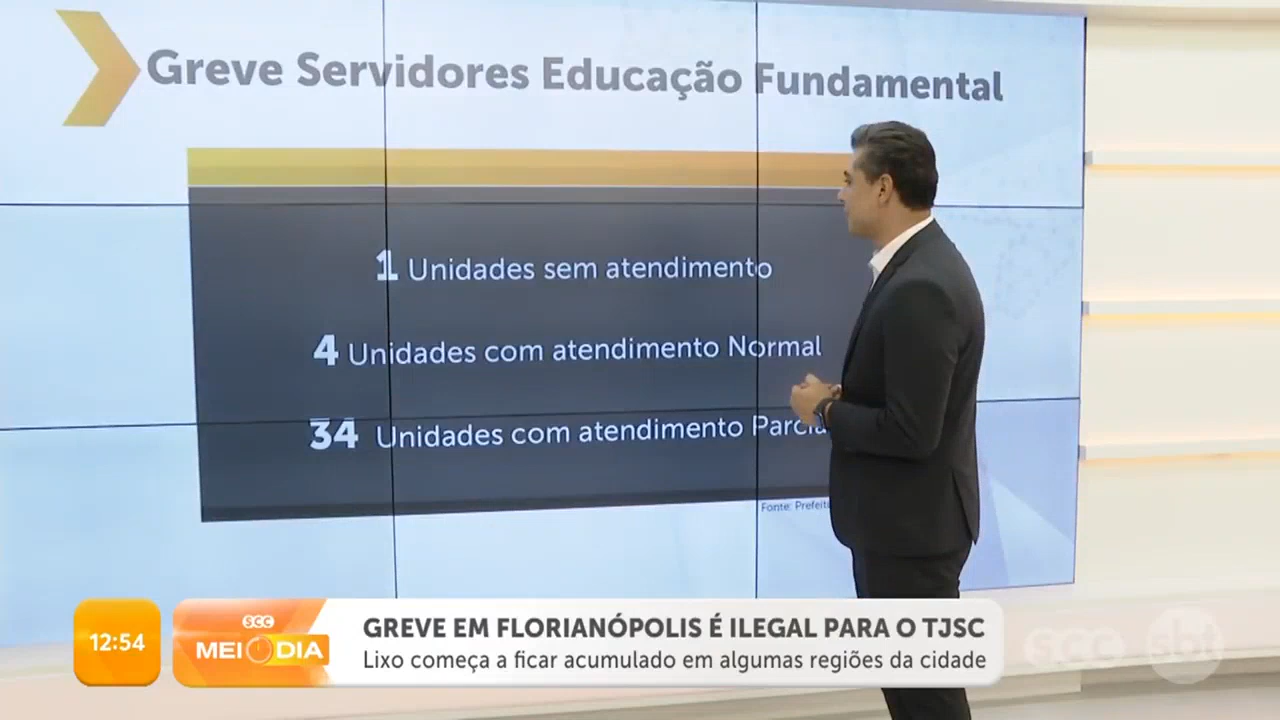 Greve Servidores Educação Fundamental
1 Unidades sem atendimento
4 Unidades com atendimento Normal
34 Unidades com atendimento
Fonte:
12:54
scc
MEIO DIA
GREVE EM FLORIANÓPOLIS É ILEGAL PARA O TJSC
Lixo começa a ficar acumulado em algumas regiões da cidade
scc sbt